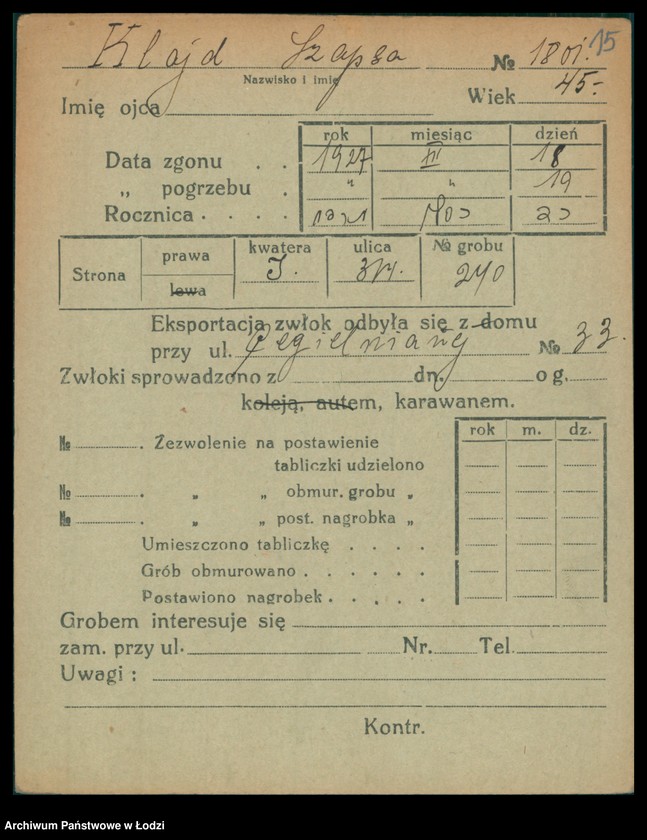 15
Klajd Szapsa № 1801.
Nazwisko i imię
Imię ojca Wiek 45.-
rok miesiąc dzień
Data zgonu . . 1927 III 18
„ pogrzebu . " " 19
Rocznica . . . .
Strona prawa kwatera ulica № grobu
lewa I. 240
Eksportacja zwłok odbyła się z domu
przy ul. Cegielnianej № 33.
Zwłoki sprowadzono z dn. o g.
koleją, autem, karawanem.
rok m. dz.
№ . Zezwolenie na postawienie
tabliczki udzielono
№ . „ „ obmur. grobu „
№ . „ „ post. nagrobka „
Umieszczono tabliczkę . . . .
Grób obmurowano . . . . . .
Postawiono nagrobek . . . . .
Grobem interesuje się
zam. przy ul. Nr. Tel.
Uwagi :
Kontr.
Archiwum Państwowe w Łodzi